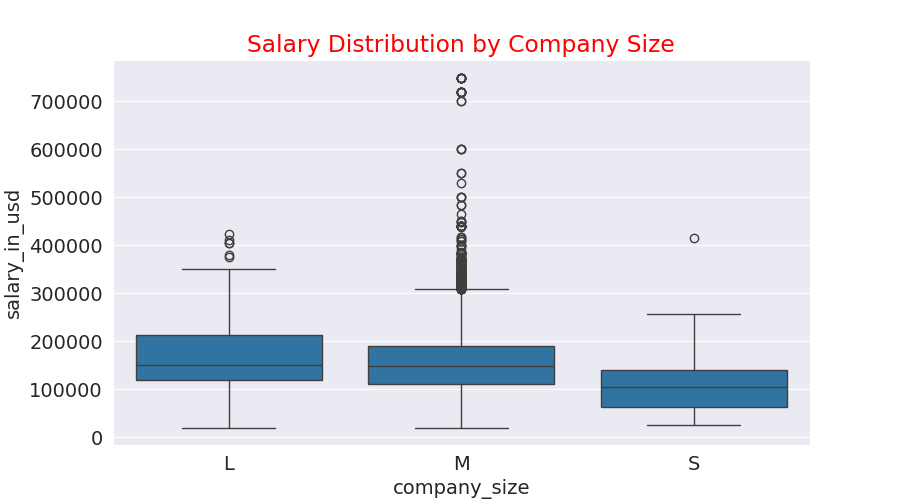 Salary Distribution by Company Size
salary_in_usd
700000
600000
500000
400000
300000
200000
100000
0
L M S
company_size